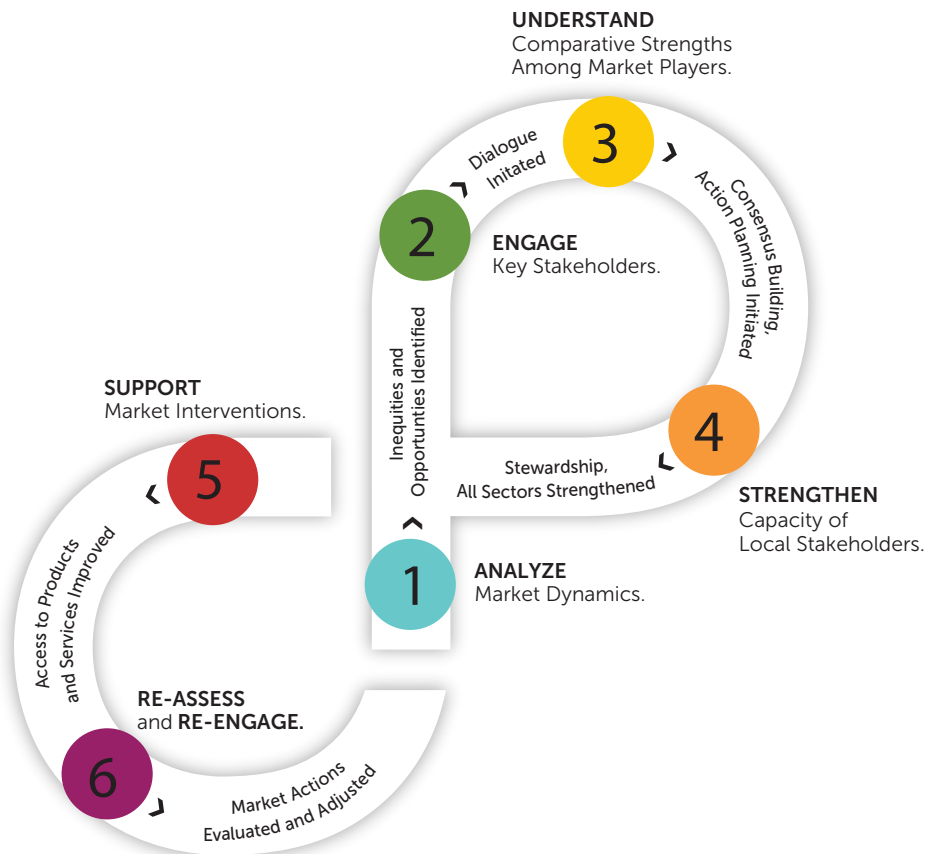 UNDERSTAND
Comparative Strengths
Among Market Players.
3
Dialogue
Initated
2
ENGAGE
Key Stakeholders.
Consensus Building,
Action Planning Initiated
Inequities and
Opportunties Identified
SUPPORT
Market Interventions.
4
STRENGTHEN
Capacity of
Local Stakeholders.
Stewardship,
All Sectors Strengthened
5
1
ANALYZE
Market Dynamics.
Access to Products
and Services Improved
RE-ASSESS
and RE-ENGAGE.
6
Market Actions
Evaluated and Adjusted